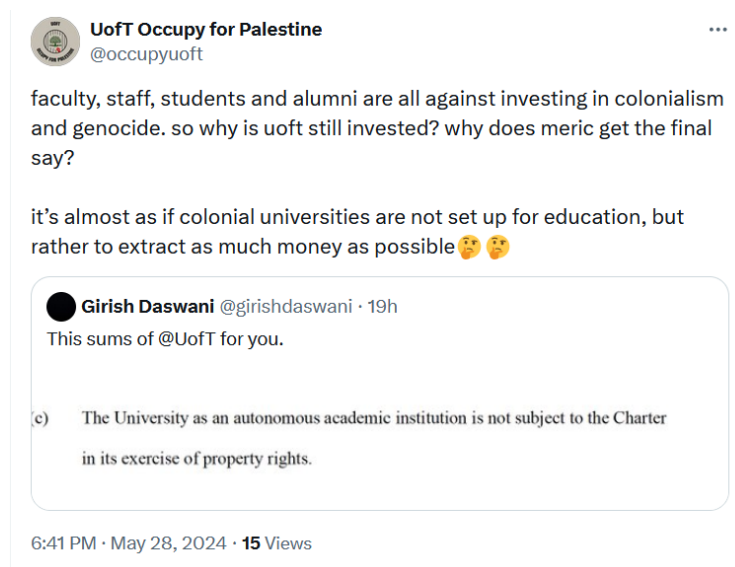 UofT Occupy for Palestine
@occupyuoft
faculty, staff, students and alumni are all against investing in colonialism
and genocide. so why is uoft still invested? why does meric get the final
say?
it’s almost as if colonial universities are not set up for education, but
rather to extract as much money as possible🤔🤔
Girish Daswani @girishdaswani · 19h
This sums of @UofT for you.
(c) The University as an autonomous academic institution is not subject to the Charter
in its exercise of property rights.
6:41 PM · May 28, 2024 · 15 Views